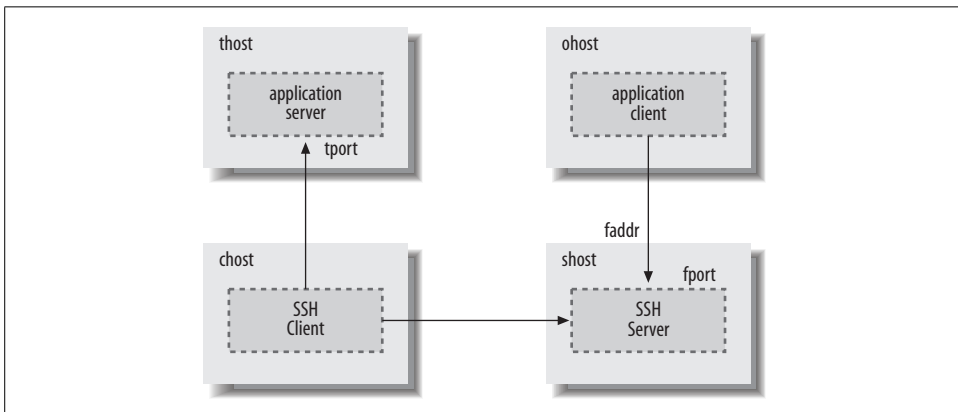 thost
application
server
tport
ohost
application
client
faddr
chost
SSH
Client
shost
fport
SSH
Server